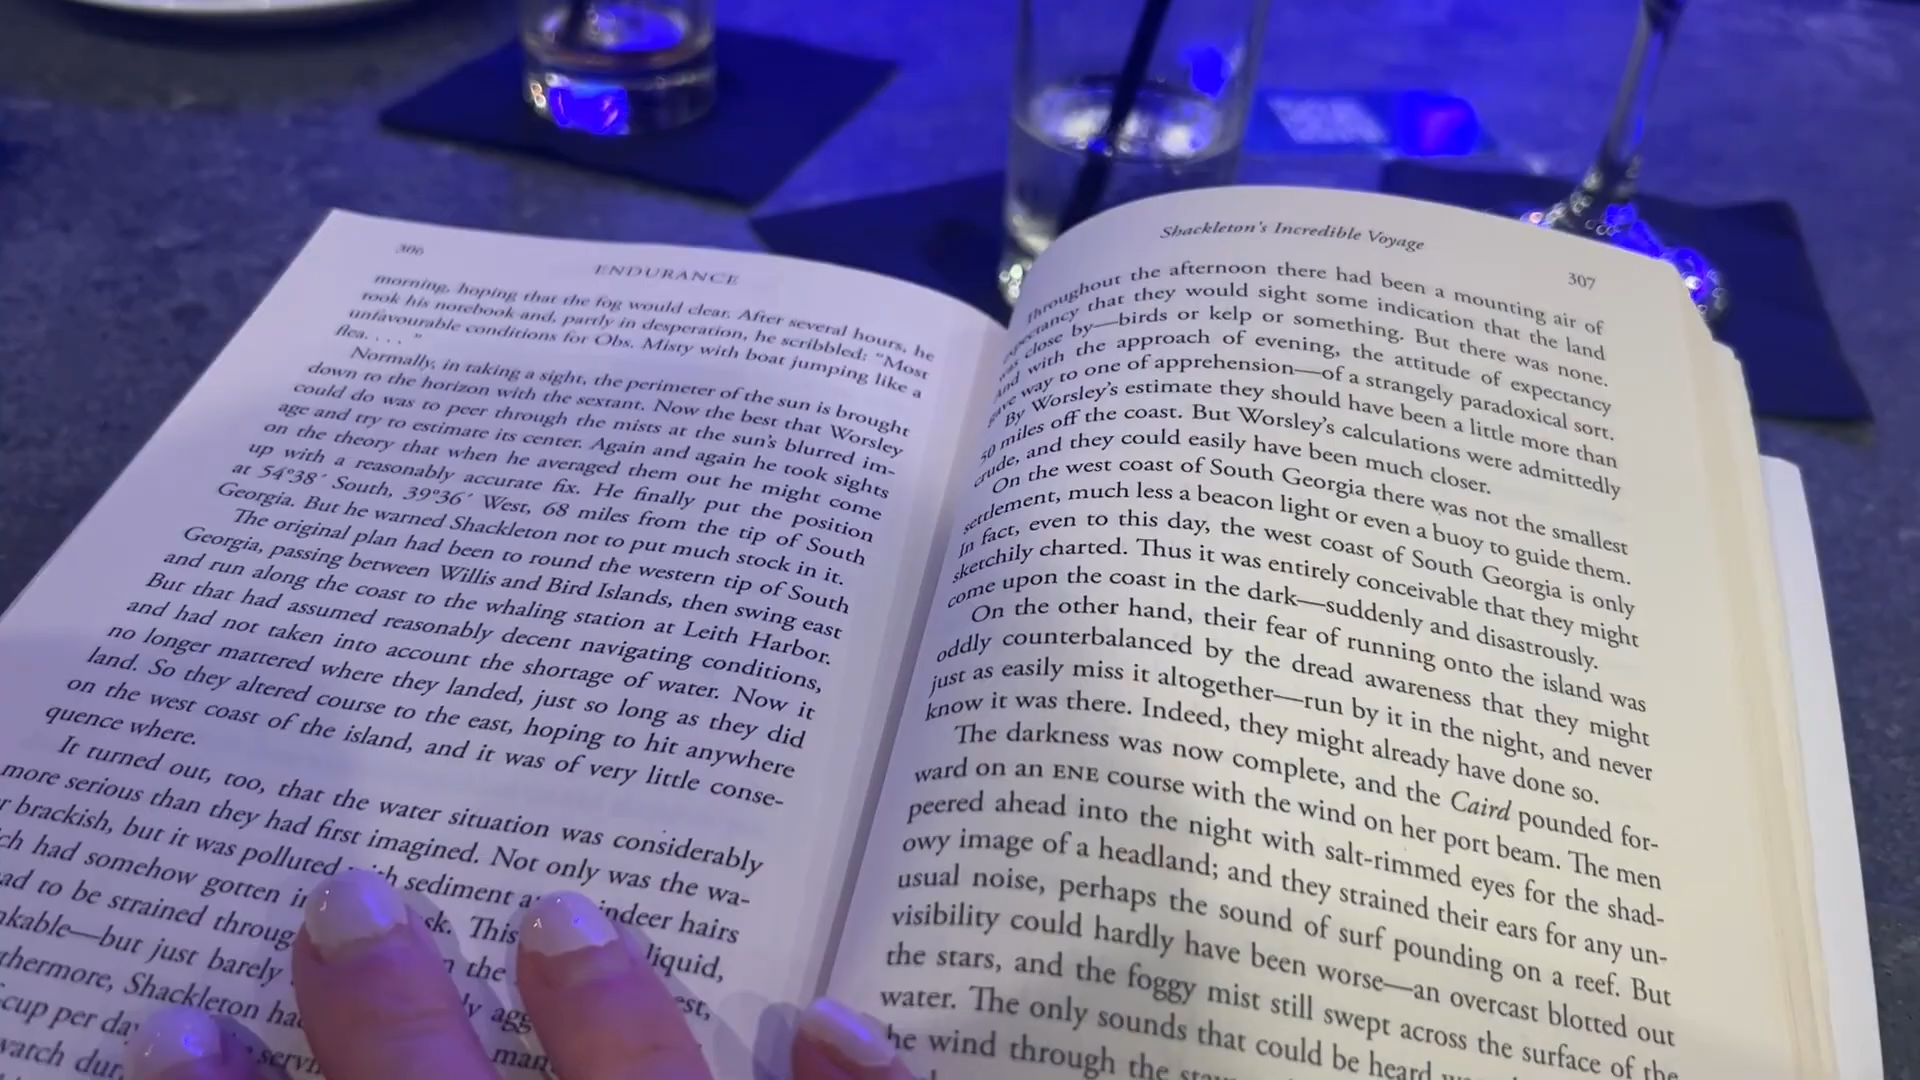 306
ENDURANCE
morning, hoping that the fog would clear. After several hours, he
took his notebook and, partly in desperation, he scribbled: “Most
unfavourable conditions for Obs. Misty with boat jumping like a
flea. . . . ”
Normally, in taking a sight, the perimeter of the sun is brought
down to the horizon with the sextant. Now the best that Worsley
could do was to peer through the mists at the sun’s blurred im-
age and try to estimate its center. Again and again he took sights
on the theory that when he averaged them out he might come
up with a reasonably accurate fix. He finally put the position
at 54°38´ South, 39°36´ West, 68 miles from the tip of South
Georgia. But he warned Shackleton not to put much stock in it.
The original plan had been to round the western tip of South
Georgia, passing between Willis and Bird Islands, then swing east
and run along the coast to the whaling station at Leith Harbor.
But that had assumed reasonably decent navigating conditions,
and had not taken into account the shortage of water. Now it
no longer mattered where they landed, just so long as they did
land. So they altered course to the east, hoping to hit anywhere
on the west coast of the island, and it was of very little conse-
quence where.
It turned out, too, that the water situation was considerably
more serious than they had first imagined. Not only was the wa-
brackish, but it was polluted with sediment indeer hairs
had somehow gotten sk. This liquid,
to be strained in the est,
kable—but just barely
thermore, Shackleton
cup per day
Shackleton's Incredible Voyage
307
Throughout the afternoon there had been a mounting air of
expectancy that they would sight some indication that the land
was close by—birds or kelp or something. But there was none.
And with the approach of evening, the attitude of expectancy
gave way to one of apprehension—of a strangely paradoxical sort.
By Worsley’s estimate they should have been a little more than
50 miles off the coast. But Worsley’s calculations were admittedly
crude, and they could easily have been much closer.
On the west coast of South Georgia there was not the smallest
settlement, much less a beacon light or even a buoy to guide them.
In fact, even to this day, the west coast of South Georgia is only
sketchily charted. Thus it was entirely conceivable that they might
come upon the coast in the dark—suddenly and disastrously.
On the other hand, their fear of running onto the island was
oddly counterbalanced by the dread awareness that they might
just as easily miss it altogether—run by it in the night, and never
know it was there. Indeed, they might already have done so.
The darkness was now complete, and the Caird pounded for-
ward on an ENE course with the wind on her port beam. The men
peered ahead into the night with salt-rimmed eyes for the shad-
owy image of a headland; and they strained their ears for any un-
usual noise, perhaps the sound of surf pounding on a reef. But
visibility could hardly have been worse—an overcast blotted out
the stars, and the foggy mist still swept across the surface of the
water. The only sounds that could be heard
he wind through the